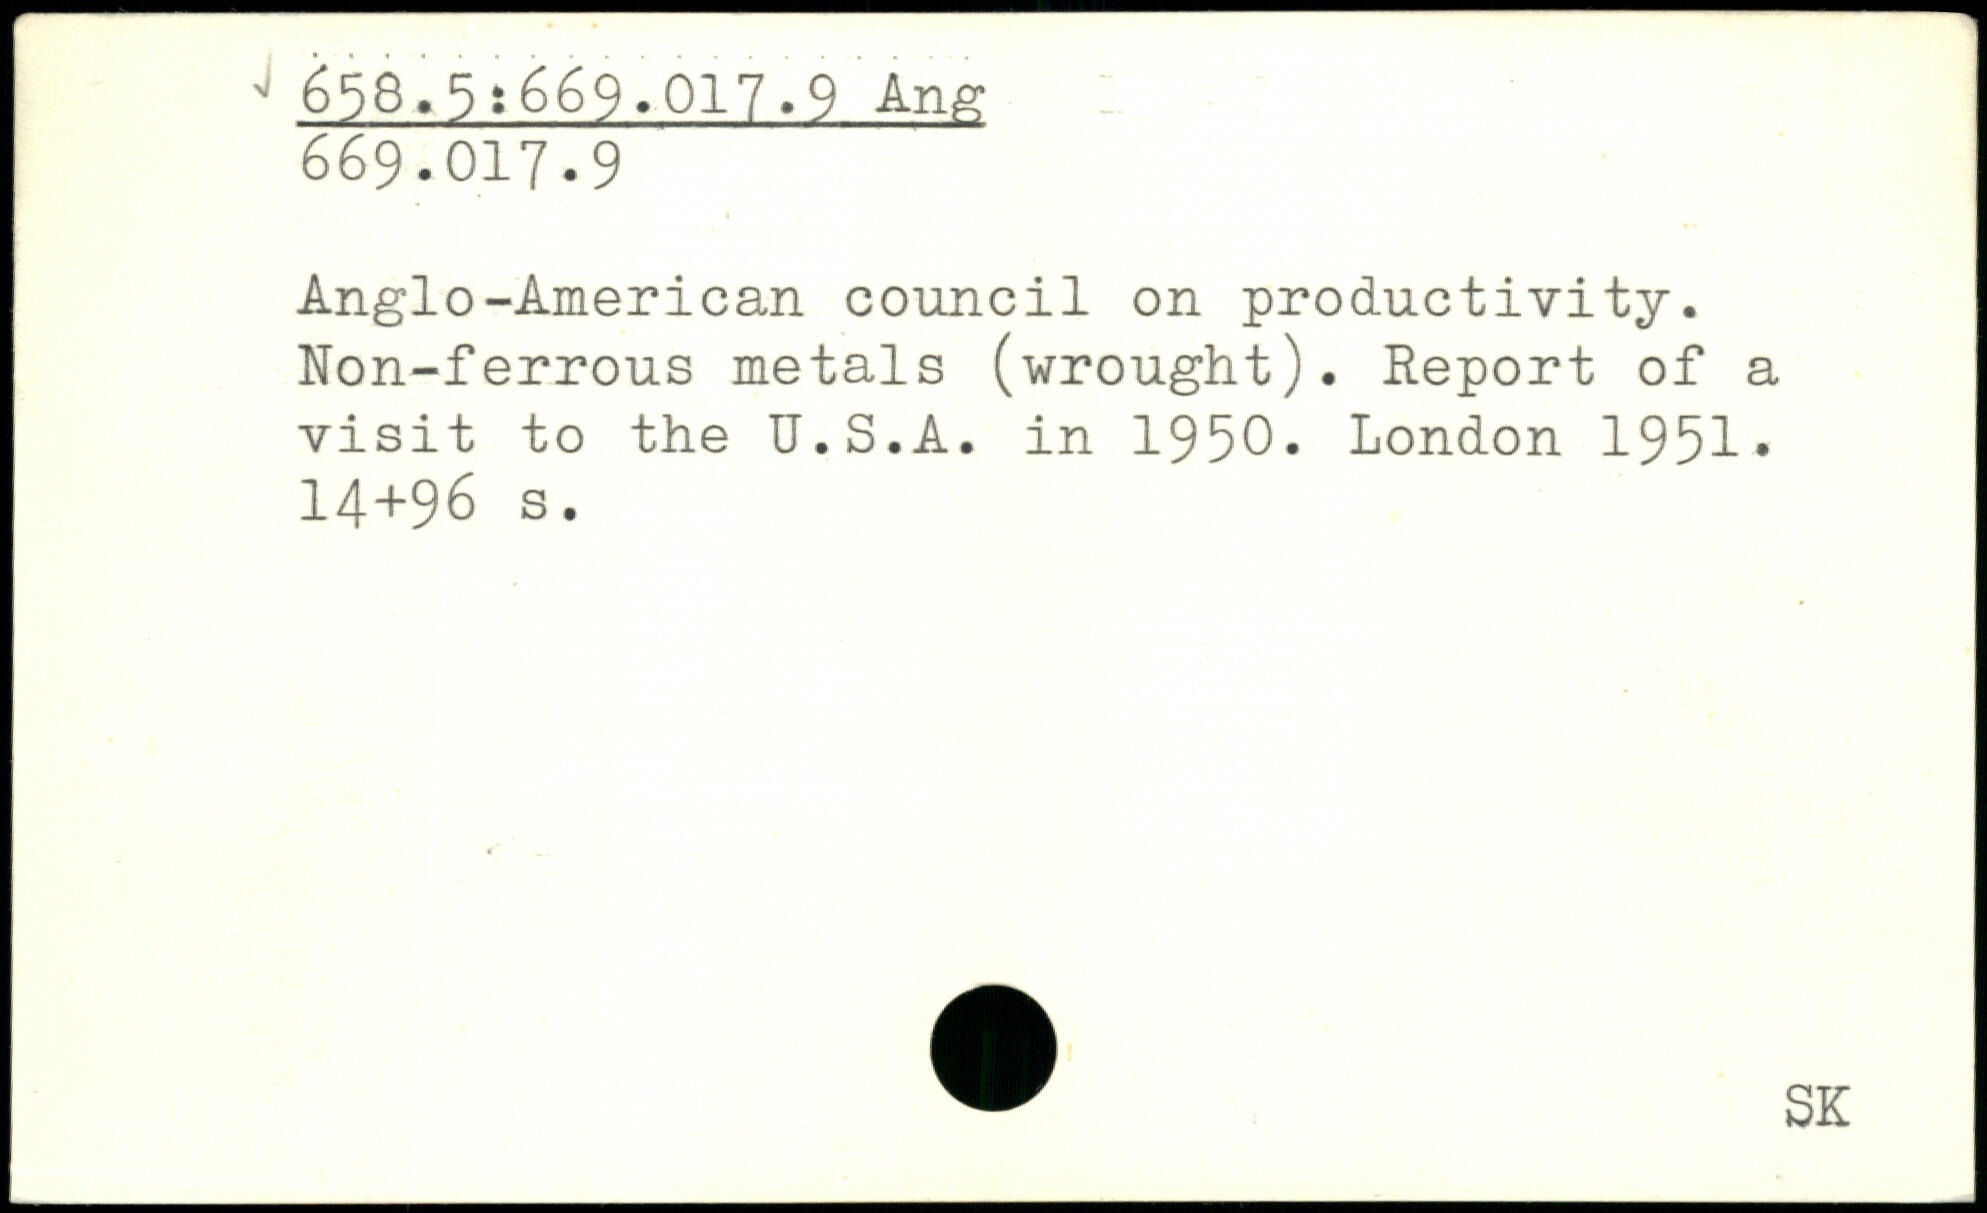 658.5:669.017.9 Ang
669.017.9
Anglo-American council on productivity.
Non-ferrous metals (wrought). Report of a
visit to the U.S.A. in 1950. London 1951.
14+96 s.
SK